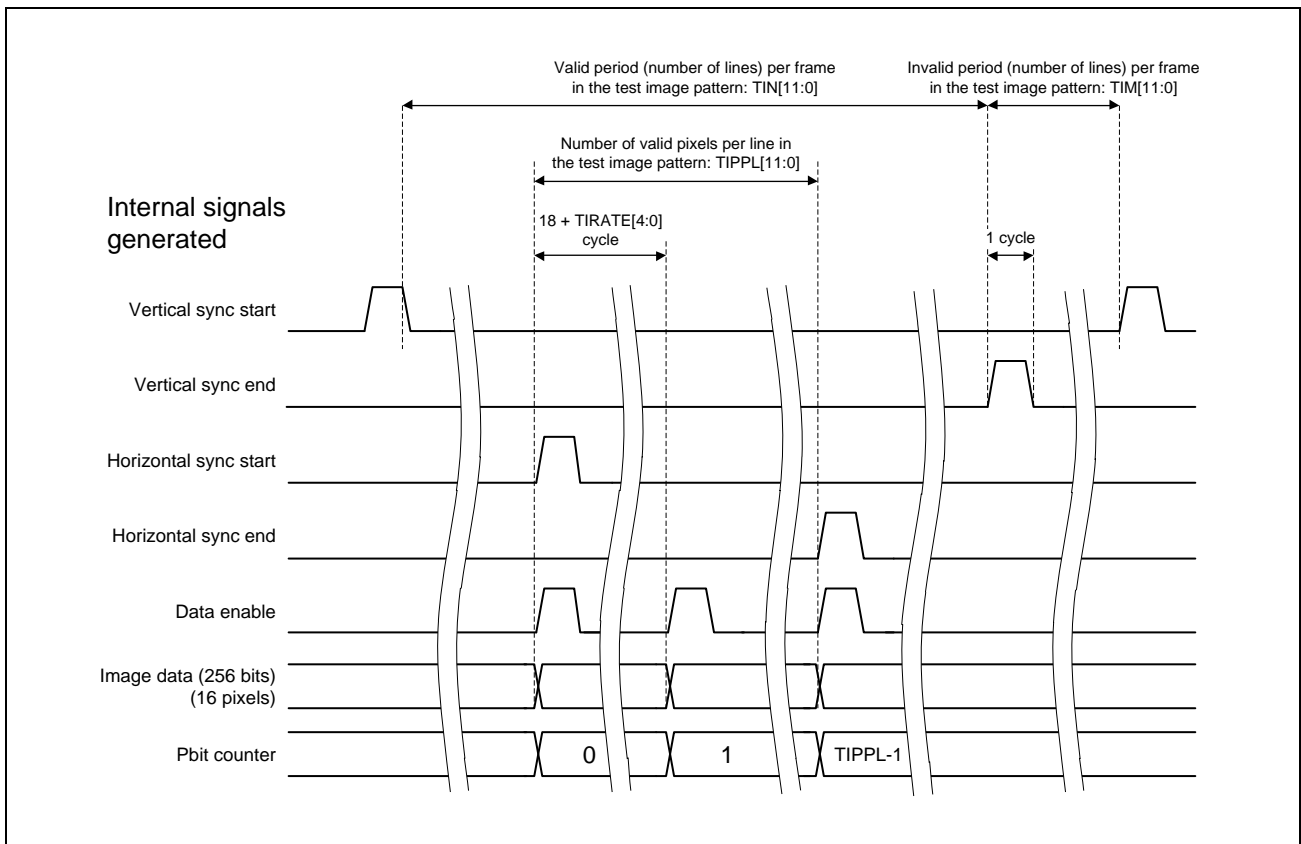 Valid period (number of lines) per frame
in the test image pattern: TIN[11:0]
Invalid period (number of lines) per frame
in the test image pattern: TIM[11:0]
Number of valid pixels per line in
the test image pattern: TIPPL[11:0]
Internal signals
generated
18 + TIRATE[4:0]
cycle
1 cycle
Vertical sync start
Vertical sync end
Horizontal sync start
Horizontal sync end
Data enable
Image data (256 bits)
(16 pixels)
Pbit counter
0
1
TIPPL-1